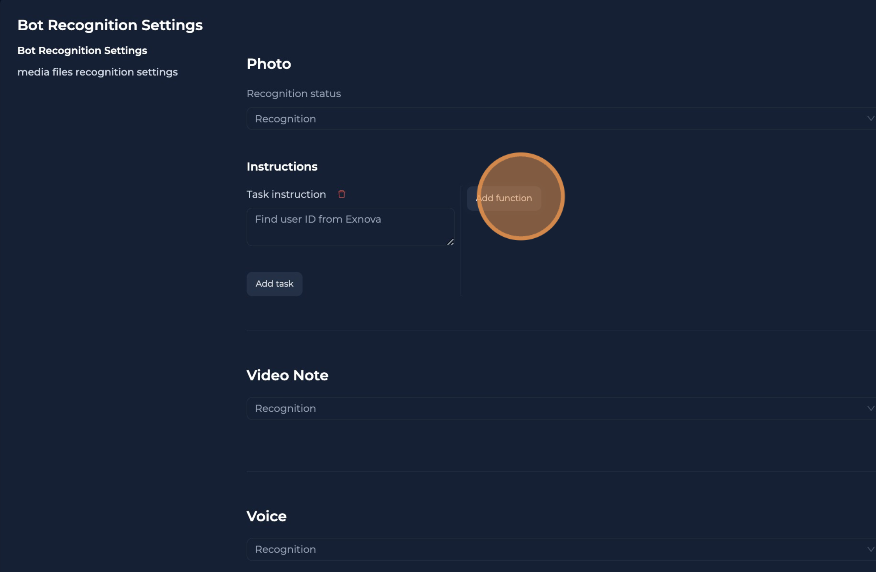 Bot Recognition Settings
Bot Recognition Settings
media files recognition settings
Photo
Recognition status
Recognition
Instructions
Task instruction
Add function
Find user ID from Exnova
Add task
Video Note
Recognition
Voice
Recognition